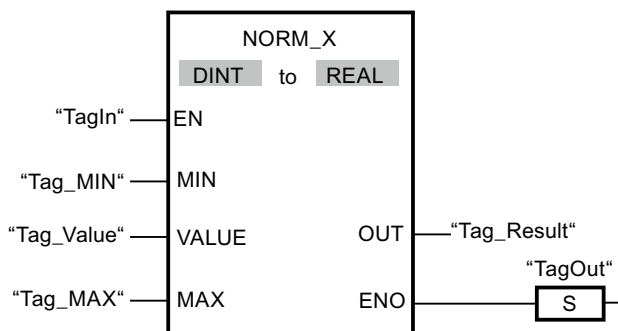 NORM_X
DINT to REAL
“TagIn“ EN
“Tag_MIN“ MIN
“Tag_Value“ VALUE OUT “Tag_Result“
“TagOut“
“Tag_MAX“ MAX ENO S